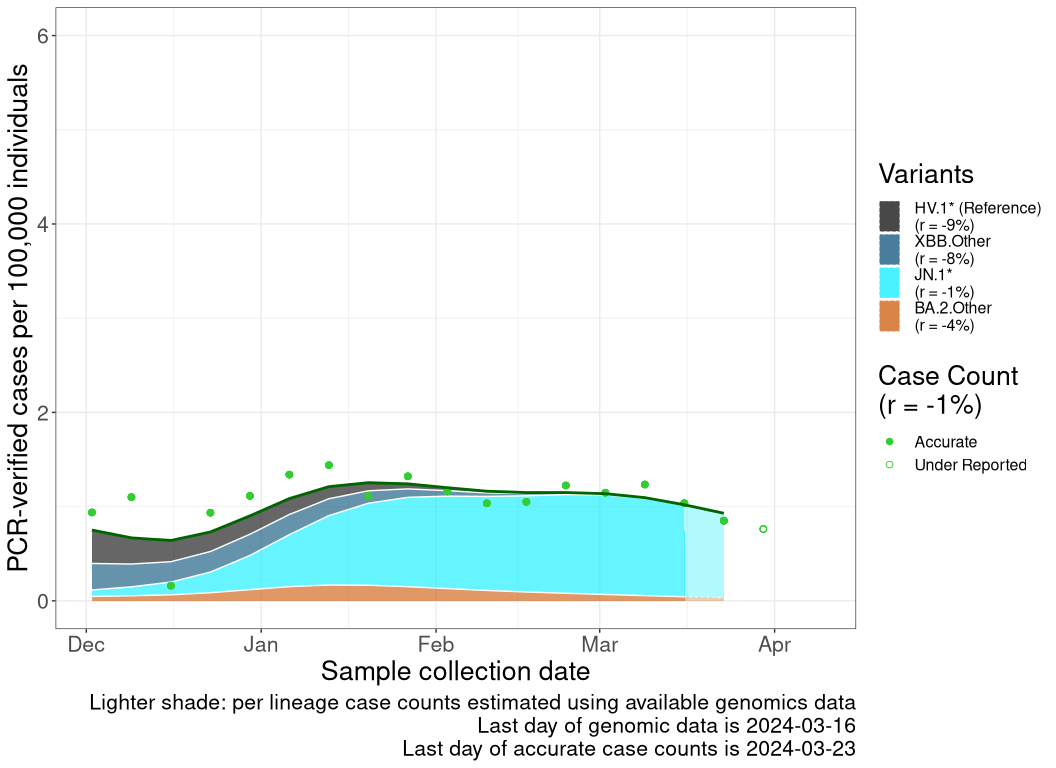 PCR-verified cases per 100,000 individuals
6
4
2
0
Dec
Jan
Feb
Mar
Apr
Sample collection date
Lighter shade: per lineage case counts estimated using available genomics data
Last day of genomic data is 2024-03-16
Last day of accurate case counts is 2024-03-23
Variants
HV.1* (Reference)
(r = -9%)
XBB.Other
(r = -8%)
JN.1*
(r = -1%)
BA.2.Other
(r = -4%)
Case Count
(r = -1%)
Accurate
Under Reported